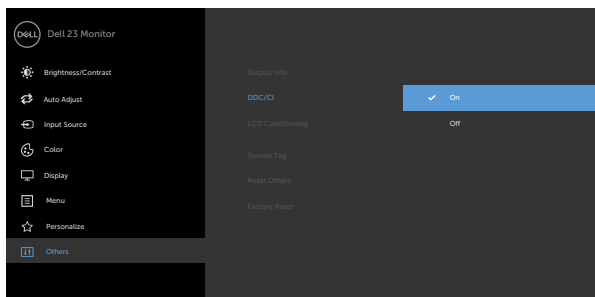 DELL
Dell 23 Monitor
Brightness/Contrast
Auto Adjust
Input Source
Color
Display
Menu
Personalize
Others
Display Info
DDC/CI
LCD Conditioning
Service Tag
Reset Others
Factory Reset
On
Off